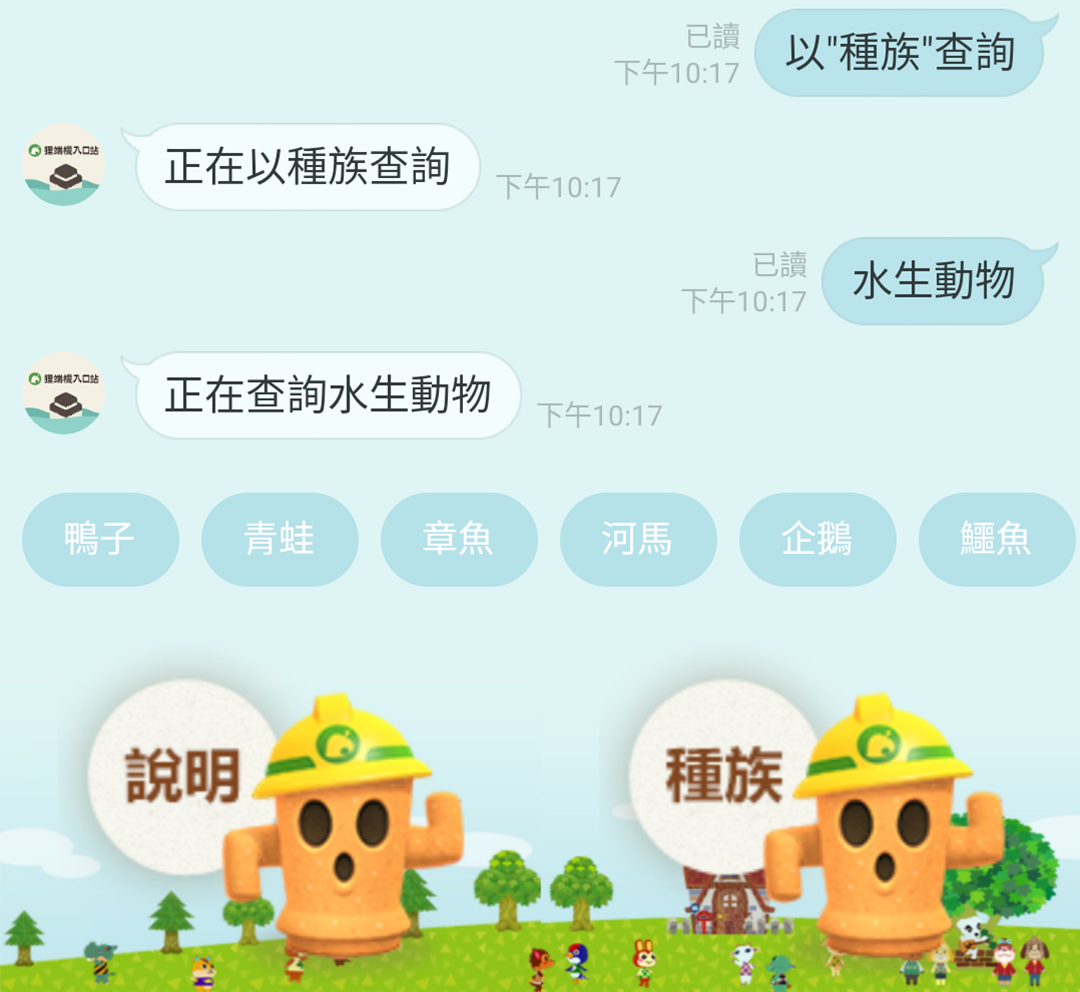 已讀
下午10:17
以"種族"查詢
狸端機入口站
正在以種族查詢
下午10:17
已讀
下午10:17
水生動物
狸端機入口站
正在查詢水生動物
下午10:17
鴨子
青蛙
章魚
河馬
企鵝
鱷魚
說明
種族